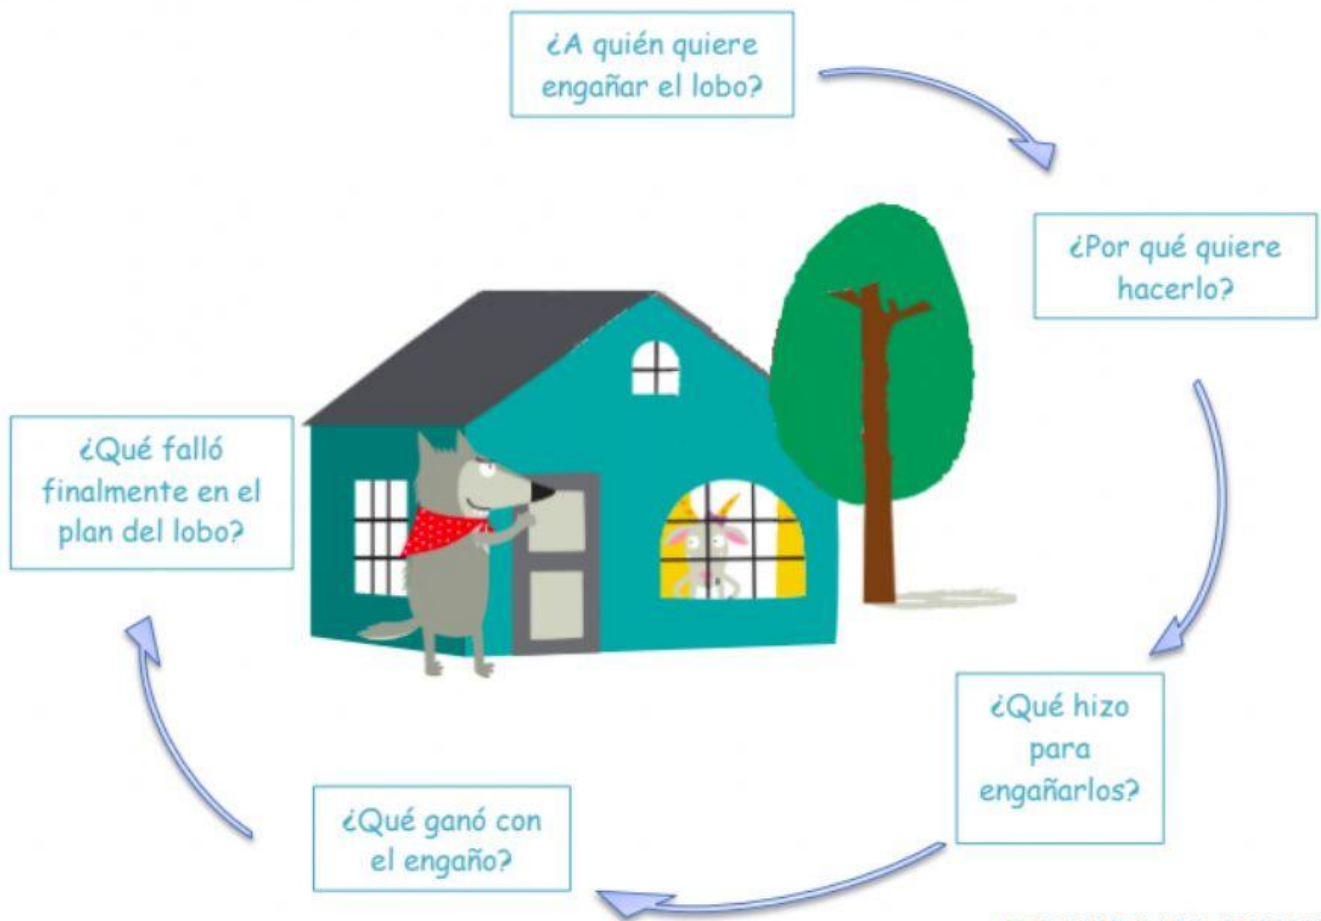 ¿A quién quiere
engañar el lobo?
¿Por qué quiere
hacerlo?
¿Qué hizo
para
engañarlos?
¿Qué ganó con
el engaño?
¿Qué falló
finalmente en el
plan del lobo?